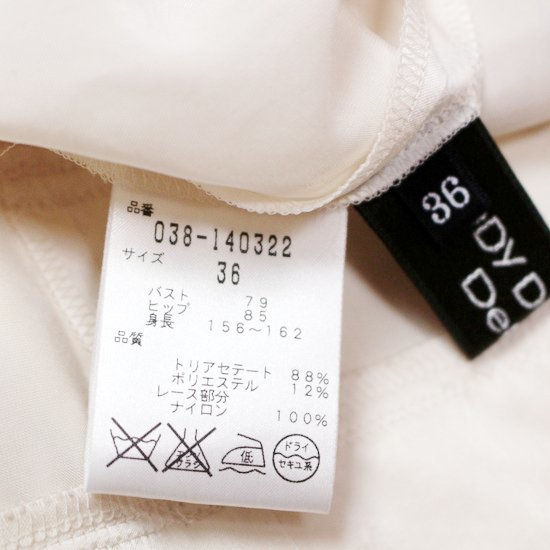 品番
038-140322
サイズ
36
バスト 79
ヒップ 85
身長 156〜162
品質
トリアセテート 88%
ポリエステル 12%
レース部分
ナイロン 100%
低
ドライ
セキユ系
36
Dy D
De